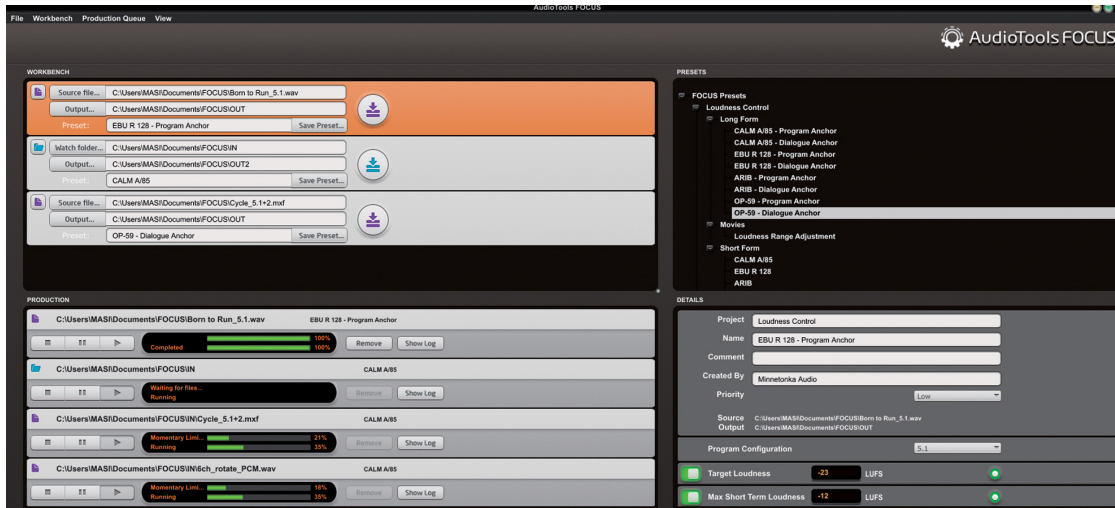 AudioTools FOCUS
File Workbench Production Queue View
AudioTools FOCUS
WORKBENCH
Source file... C:\Users\MASI\Documents\FOCUS\Born to Run_5.1.wav
Output... C:\Users\MASI\Documents\FOCUS\OUT
Preset: EBU R 128 - Program Anchor Save Preset...
Watch folder... C:\Users\MASI\Documents\FOCUS\IN
Output... C:\Users\MASI\Documents\FOCUS\OUT2
Preset: CALM A/85 Save Preset...
Source file... C:\Users\MASI\Documents\FOCUS\Cycle_5.1+2.mxf
Output... C:\Users\MASI\Documents\FOCUS\OUT
Preset: OP-59 - Dialogue Anchor Save Preset...
PRESETS
FOCUS Presets
Loudness Control
Long Form
CALM A/85 - Program Anchor
CALM A/85 - Dialogue Anchor
EBU R 128 - Program Anchor
EBU R 128 - Dialogue Anchor
ARIB - Program Anchor
ARIB - Dialogue Anchor
OP-59 - Program Anchor
OP-59 - Dialogue Anchor
Movies
Loudness Range Adjustment
Short Form
CALM A/85
EBU R 128
ARIB
PRODUCTION
C:\Users\MASI\Documents\FOCUS\Born to Run_5.1.wav EBU R 128 - Program Anchor
100%
Completed 100% Remove Show Log
C:\Users\MASI\Documents\FOCUS\IN CALM A/85
Waiting for files...
Running Remove Show Log
C:\Users\MASI\Documents\FOCUS\IN\Cycle_5.1+2.mxf CALM A/85
Momentary Limi... 21%
Running 35% Remove Show Log
C:\Users\MASI\Documents\FOCUS\IN\6ch_rotate_PCM.wav CALM A/85
Momentary Limi... 18%
Running 35% Remove Show Log
DETAILS
Project Loudness Control
Name EBU R 128 - Program Anchor
Comment
Created By Minnetonka Audio
Priority Low
Source C:\Users\MASI\Documents\FOCUS\Born to Run_5.1.wav
Output C:\Users\MASI\Documents\FOCUS\OUT
Program Configuration 5.1
Target Loudness -23 LUFS
Max Short Term Loudness -12 LUFS